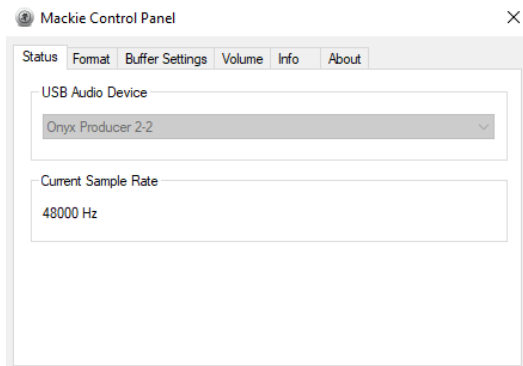 Mackie Control Panel
Status Format Buffer Settings Volume Info About
USB Audio Device
Onyx Producer 2-2
Current Sample Rate
48000 Hz